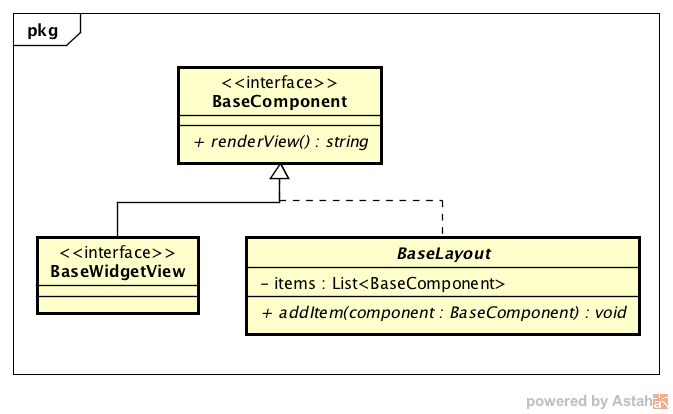 pkg
<<interface>>
BaseComponent
+ renderView() : string
<<interface>>
BaseWidgetView
BaseLayout
- items : List<BaseComponent>
+ addItem(component : BaseComponent) : void
powered by Astah